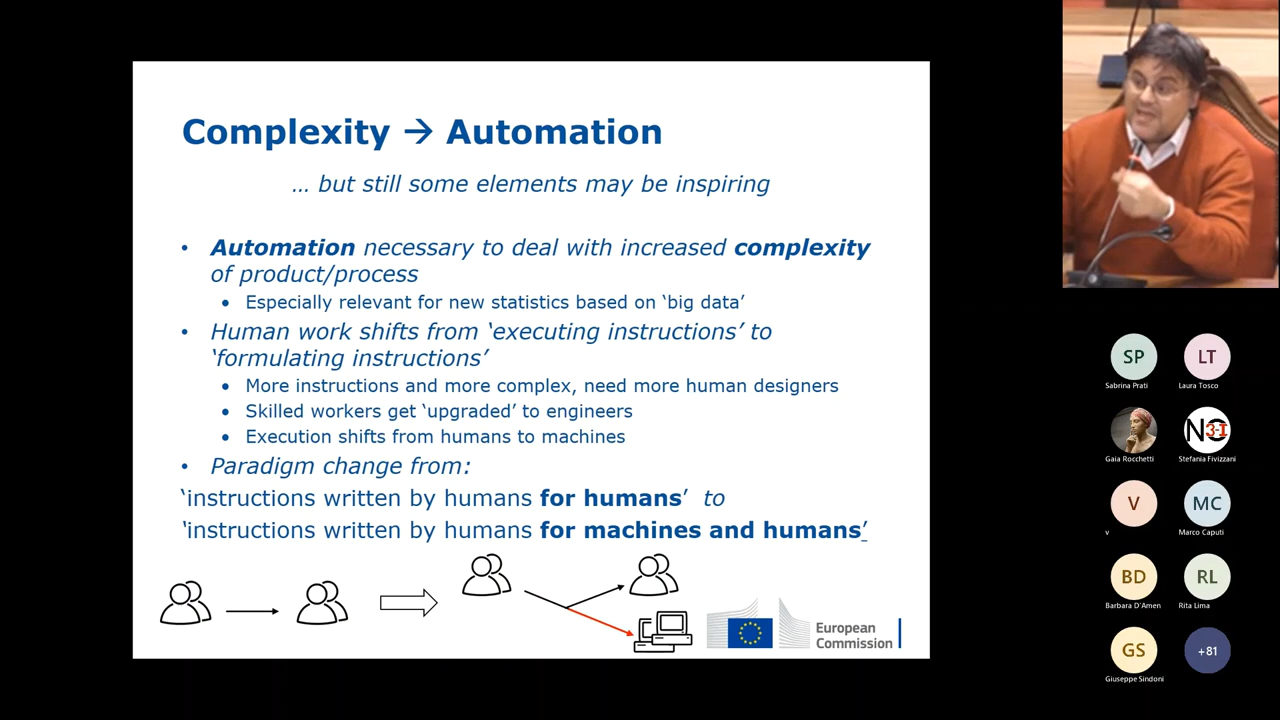 Complexity → Automation
… but still some elements may be inspiring
• Automation necessary to deal with increased complexity
of product/process
• Especially relevant for new statistics based on ‘big data’
• Human work shifts from ‘executing instructions’ to
‘formulating instructions’
• More instructions and more complex, need more human designers
• Skilled workers get ‘upgraded’ to engineers
• Execution shifts from humans to machines
• Paradigm change from:
‘instructions written by humans for humans’ to
‘instructions written by humans for machines and humans’
European
Commission
SP
Sabrina Prati
LT
Laura Tosco
Gaia Rocchetti
N3-I
Stefania Fivizzani
V
v
MC
Marco Caputi
BD
Barbara D'Amen
RL
Rita Lima
GS
Giuseppe Sindoni
+81